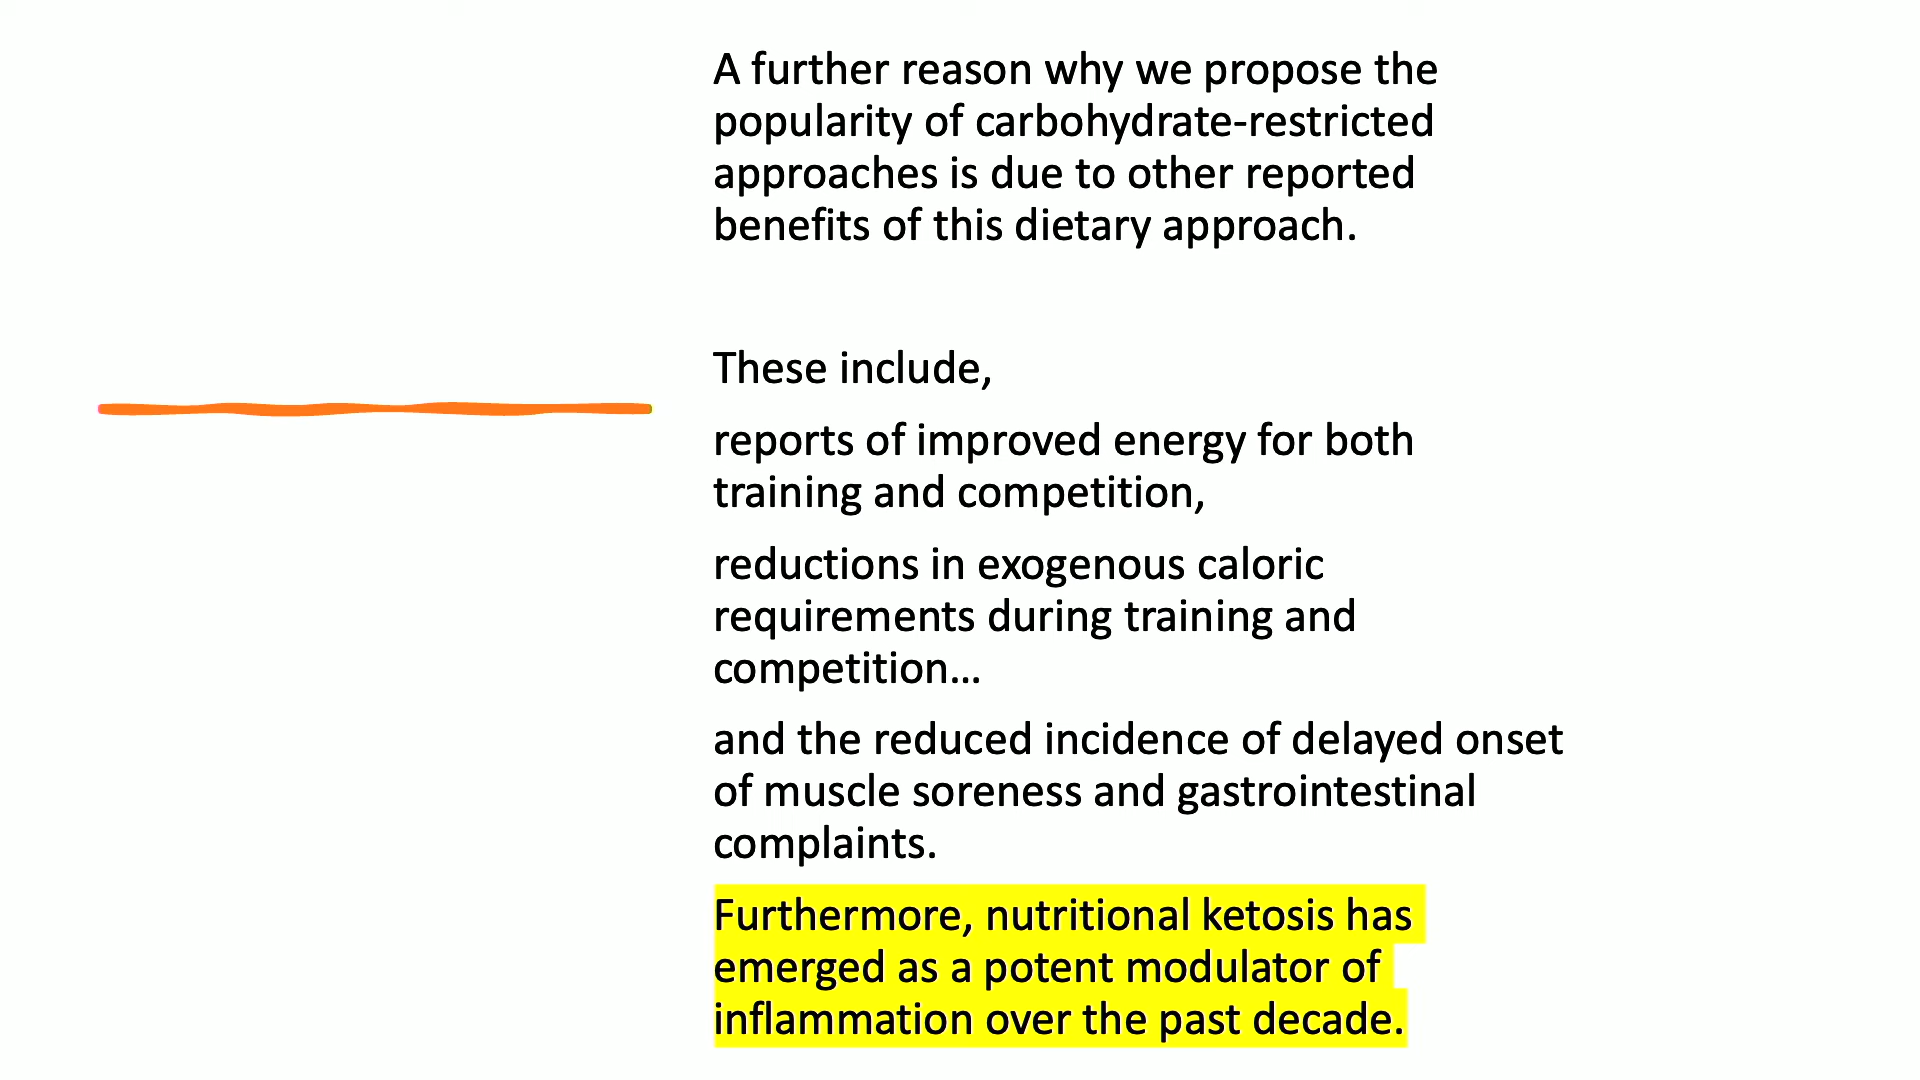 A further reason why we propose the
popularity of carbohydrate-restricted
approaches is due to other reported
benefits of this dietary approach.
These include,
reports of improved energy for both
training and competition,
reductions in exogenous caloric
requirements during training and
competition…
and the reduced incidence of delayed onset
of muscle soreness and gastrointestinal
complaints.
Furthermore, nutritional ketosis has
emerged as a potent modulator of
inflammation over the past decade.